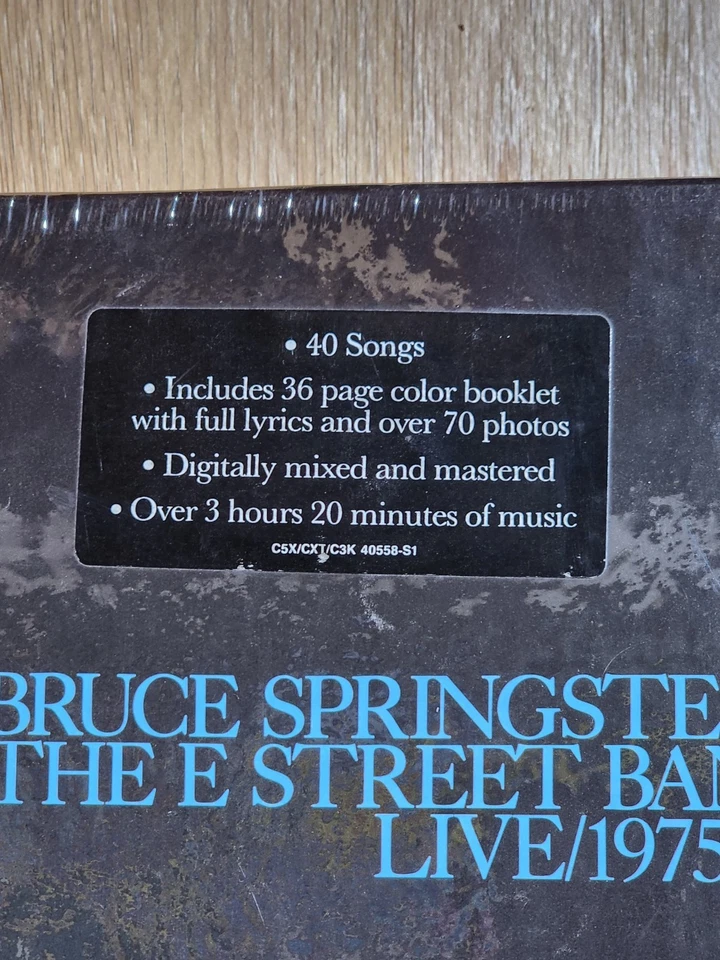 • 40 Songs
• Includes 36 page color booklet
with full lyrics and over 70 photos
• Digitally mixed and mastered
• Over 3 hours 20 minutes of music
C5X/CXT/C3K 40558-S1
BRUCE SPRINGSTE
THE E STREET BAN
LIVE/1975